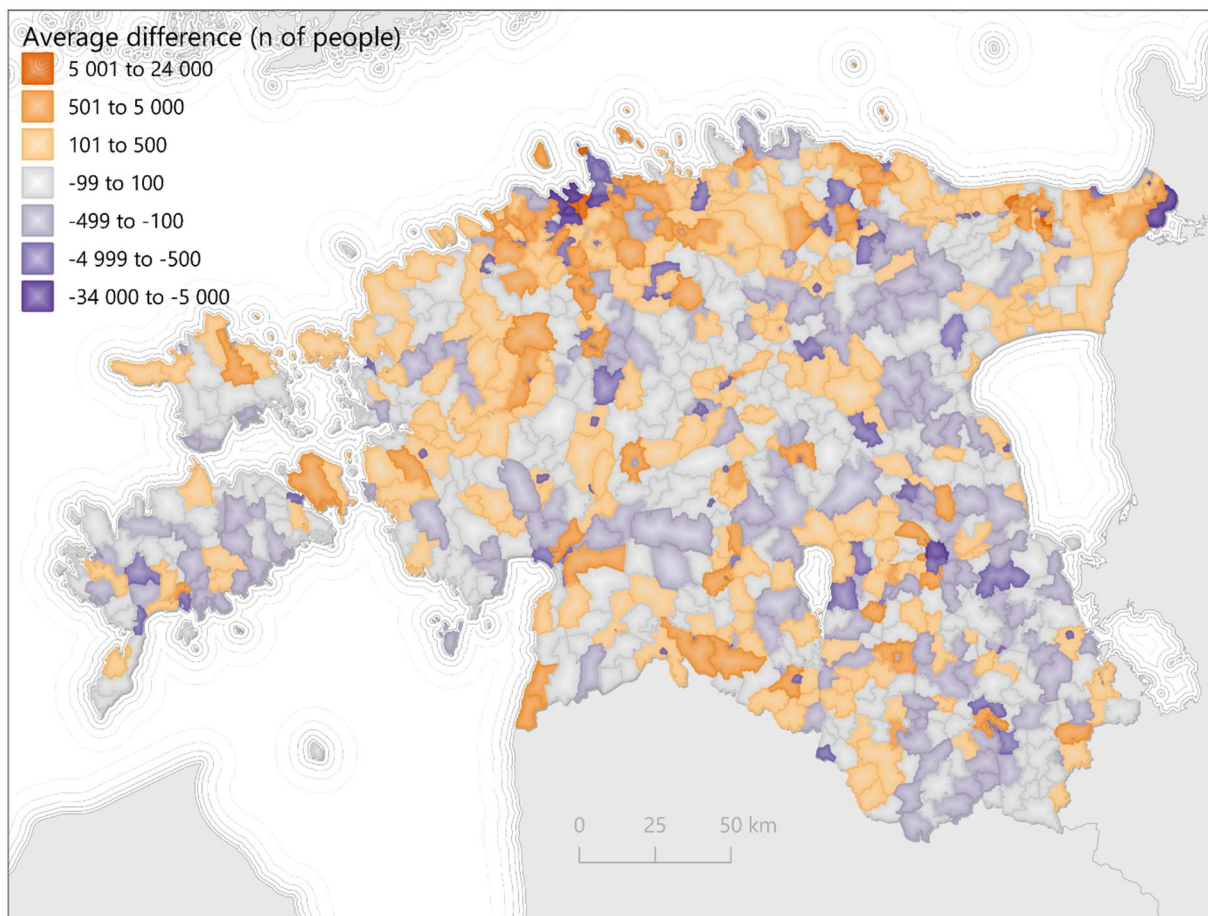 Average difference (n of people)
5 001 to 24 000
501 to 5 000
101 to 500
-99 to 100
-499 to -100
-4 999 to -500
-34 000 to -5 000
0 25 50 km